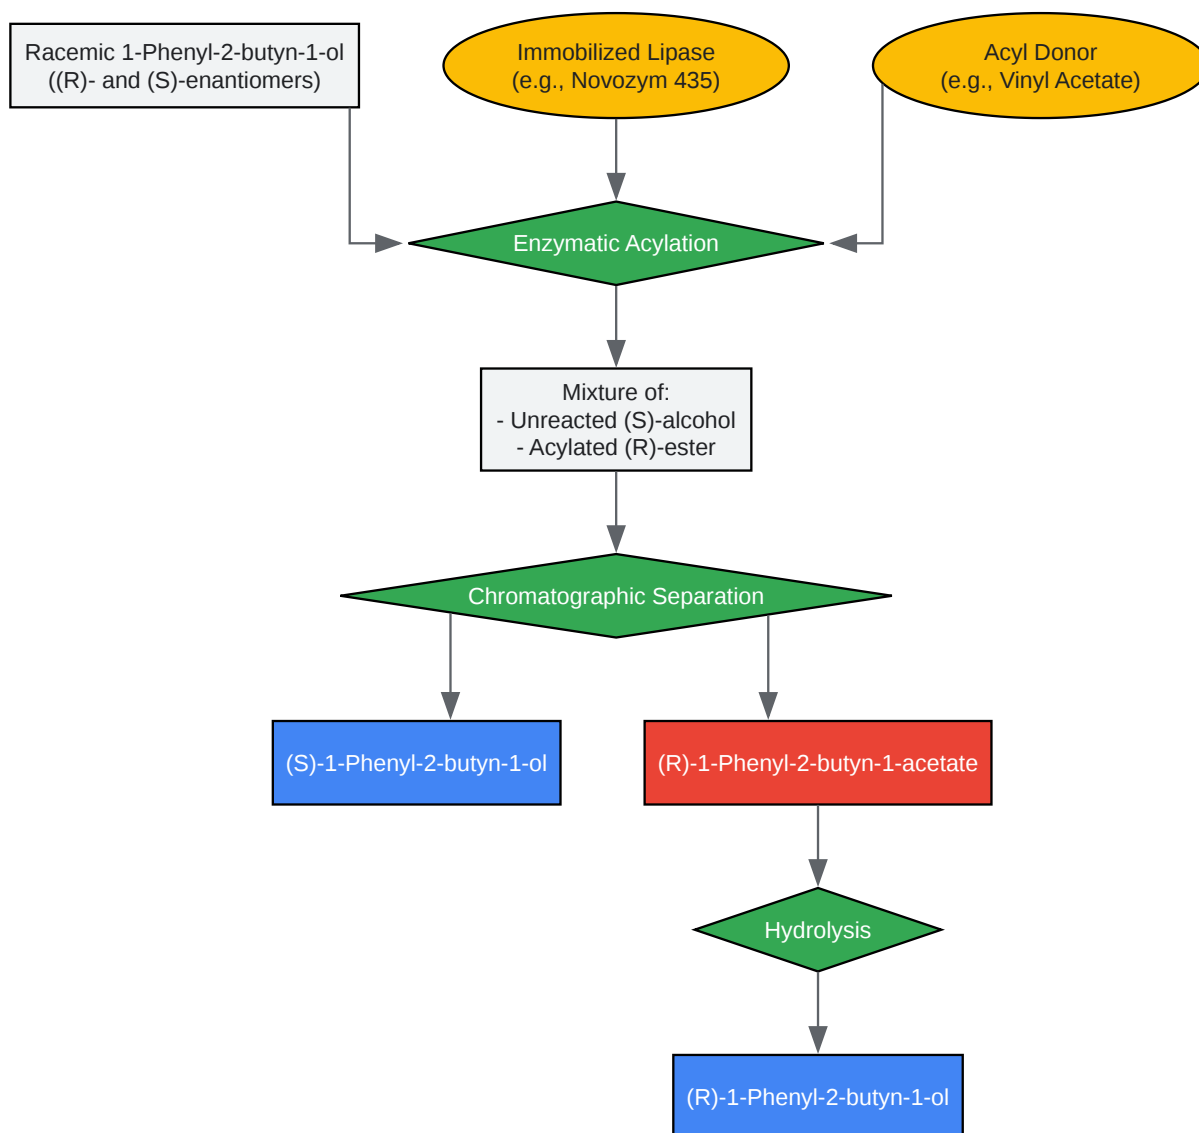 Racemic 1-Phenyl-2-butyn-1-ol
((R)- and (S)-enantiomers)
Immobilized Lipase
(e.g., Novozym 435)
Acyl Donor
(e.g., Vinyl Acetate)
Enzymatic Acylation
Mixture of:
- Unreacted (S)-alcohol
- Acylated (R)-ester
Chromatographic Separation
(S)-1-Phenyl-2-butyn-1-ol
(R)-1-Phenyl-2-butyn-1-acetate
Hydrolysis
(R)-1-Phenyl-2-butyn-1-ol